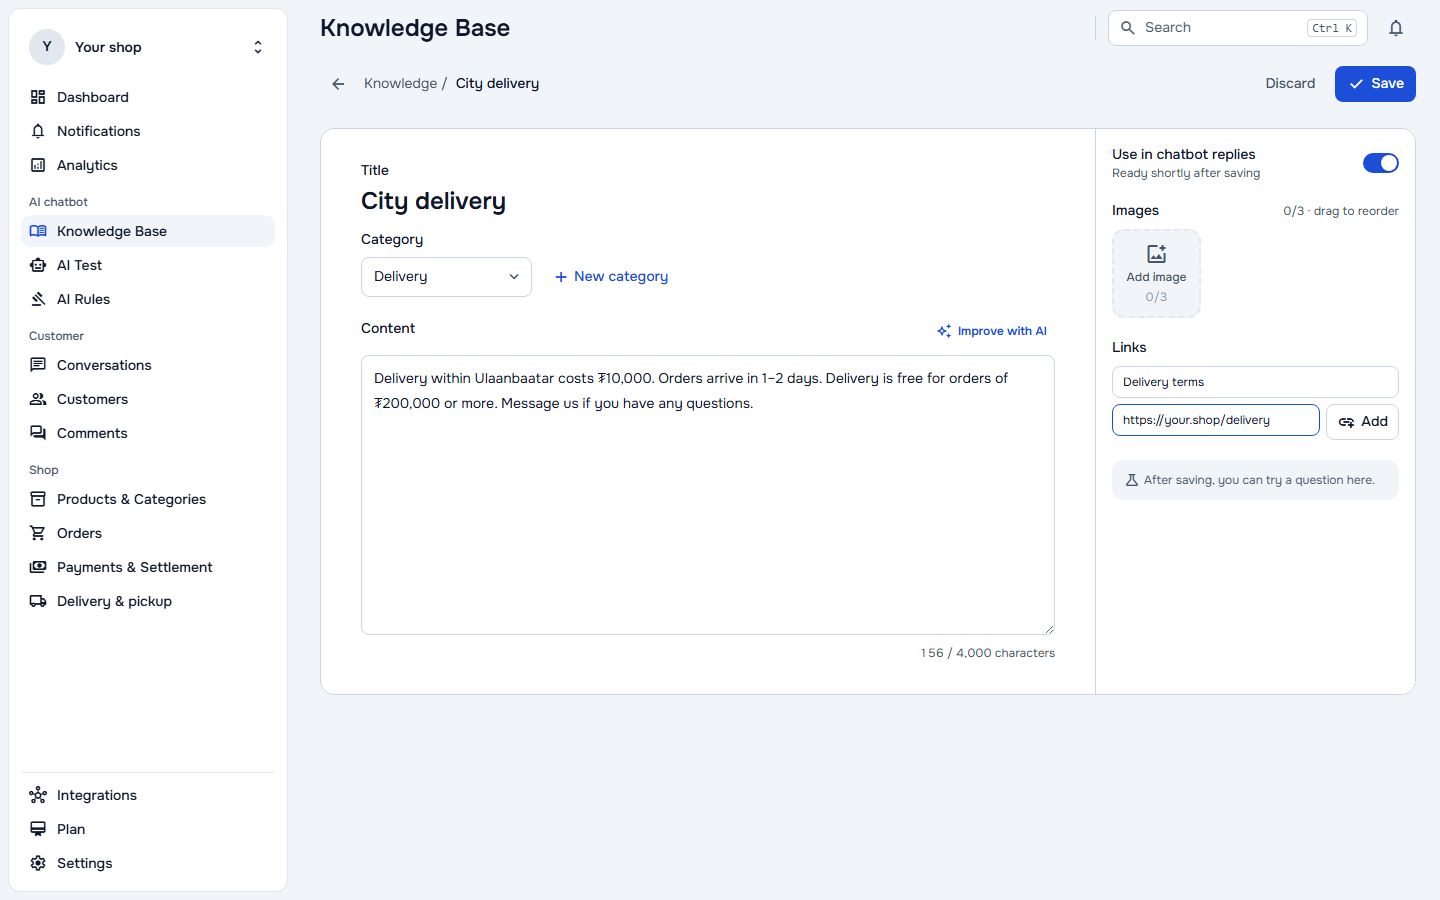 Y
Your shop
Dashboard
Notifications
Analytics
AI chatbot
Knowledge Base
AI Test
AI Rules
Customer
Conversations
Customers
Comments
Shop
Products & Categories
Orders
Payments & Settlement
Delivery & pickup
Integrations
Plan
Settings
Knowledge Base
Search
Ctrl K
Knowledge / City delivery
Discard
Save
Title
City delivery
Category
Delivery
New category
Content
Improve with AI
Delivery within Ulaanbaatar costs ₮10,000. Orders arrive in 1–2 days. Delivery is free for orders of
₮200,000 or more. Message us if you have any questions.
156 / 4,000 characters
Use in chatbot replies
Ready shortly after saving
Images
0/3 · drag to reorder
Add image
0/3
Links
Delivery terms
https://your.shop/delivery
Add
After saving, you can try a question here.